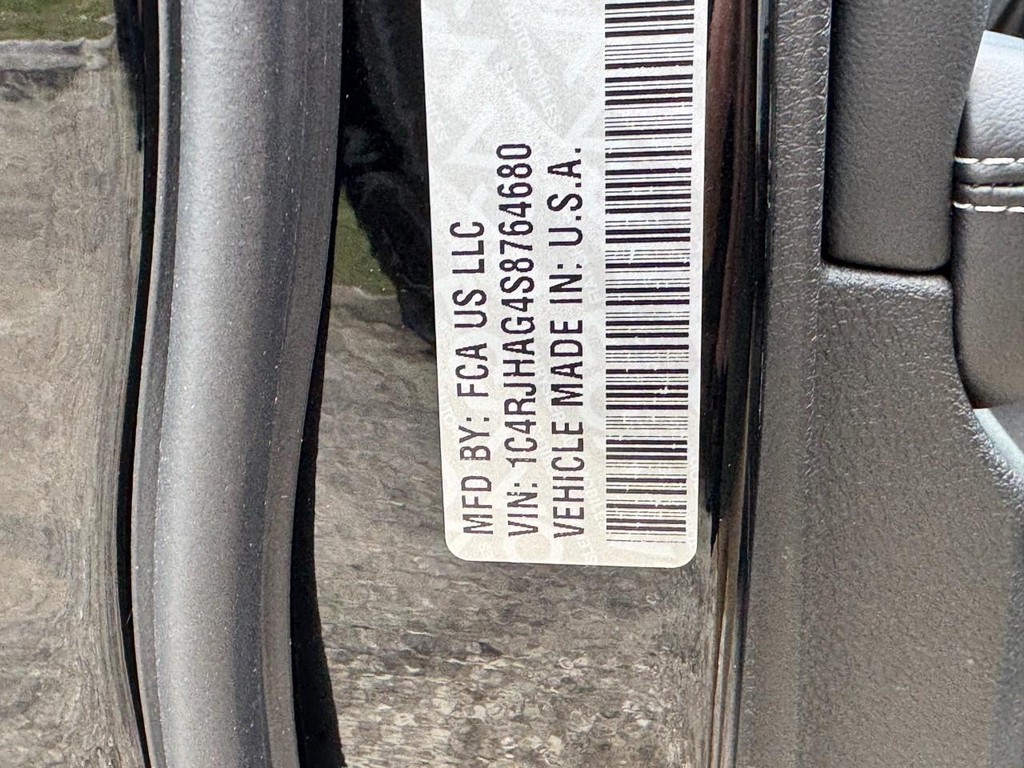 MFD BY: FCA US LLC
VIN: 1C4RJHAG4S8764680
VEHICLE MADE IN: U.S.A.